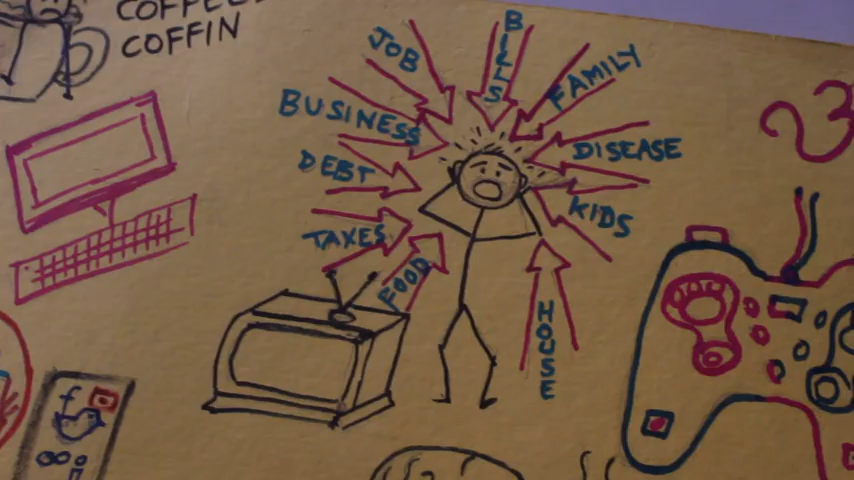 COFFIN
JOB
BILLS
FAMILY
BUSINESS
DISEASE
DEBT
KIDS
TAXES
FOOD
HOUSE
f